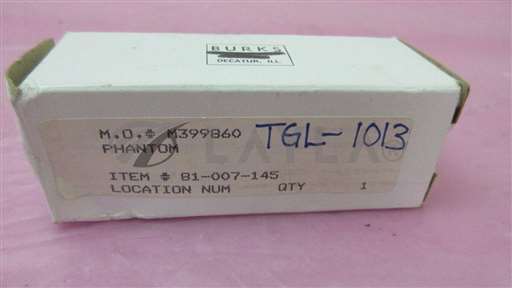 BURKS
DECATUR, ILL.
M.O.# M399860
TGL-1013
PHANTOM
ITEM # 81-007-145
LOCATION NUM QTY 1